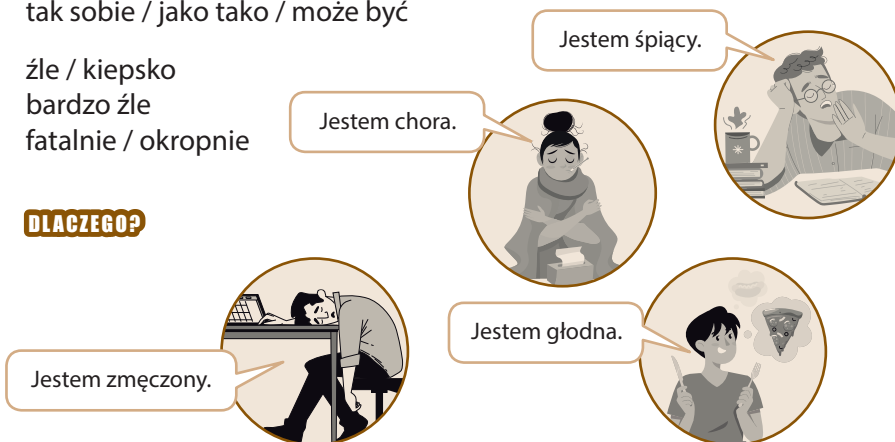 tak sobie / jako tako / może być
źle / kiepsko
bardzo źle
fatalnie / okropnie
Jestem śpiący.
Jestem chora.
DLACZEGO?
Jestem głodna.
Jestem zmęczony.